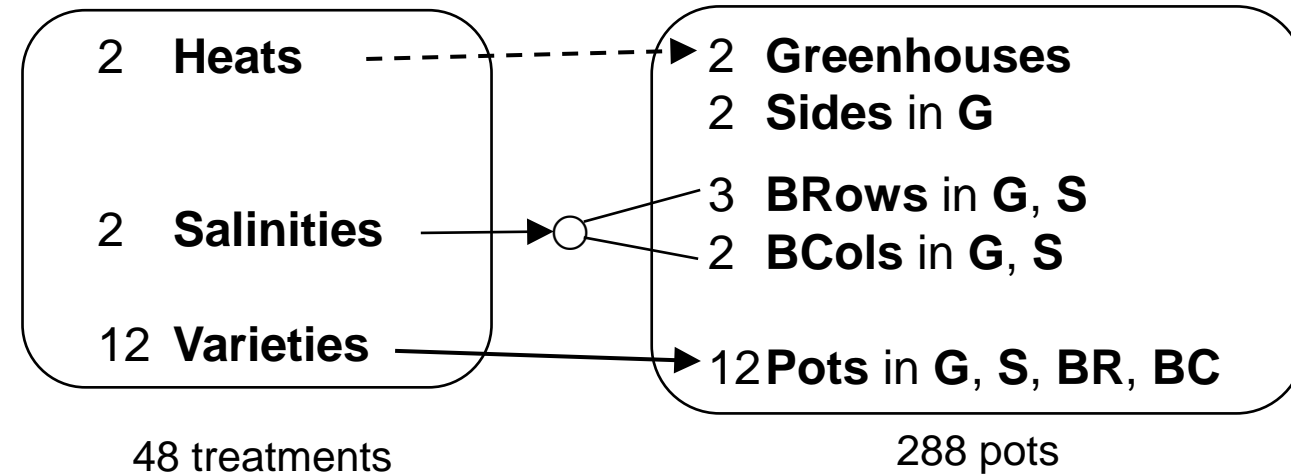 2 Heats
2 Salinities
12 Varieties
48 treatments
2 Greenhouses
2 Sides in G
3 BRows in G, S
2 BCols in G, S
12 Pots in G, S, BR, BC
288 pots